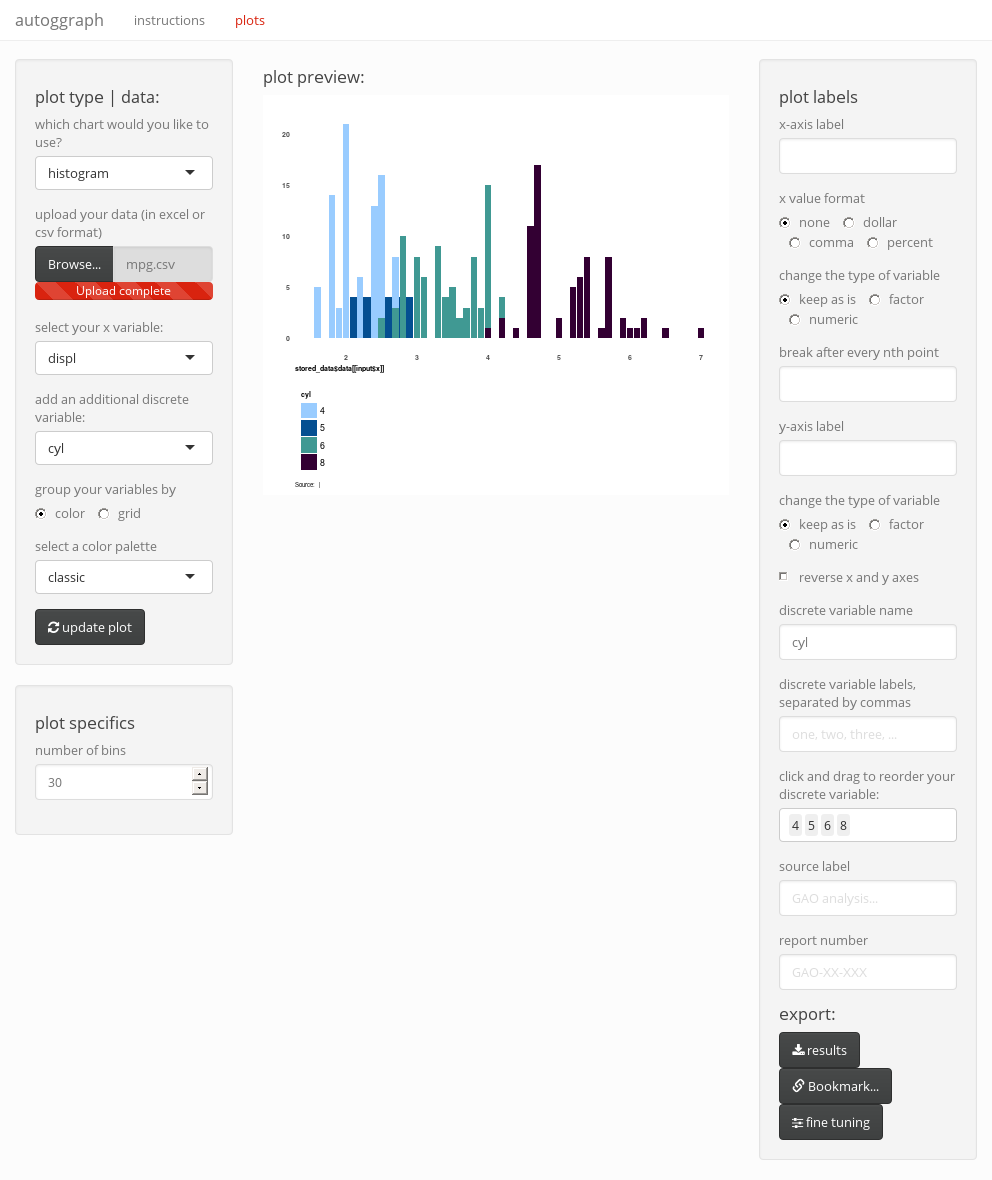 autoggraph instructions plots
plot type | data:
which chart would you like to
use?
histogram
upload your data (in excel or
csv format)
Browse... mpg.csv
Upload complete
select your x variable:
displ
add an additional discrete
variable:
cyl
group your variables by
color grid
select a color palette
classic
update plot
plot specifics
number of bins
30
plot preview:
20
15
10
5
0
2 3 4 5 6 7
stored_data$data[[input$x]]
cyl
4
5
6
8
Source: |
plot labels
x-axis label
x value format
none dollar
comma percent
change the type of variable
keep as is factor
numeric
break after every nth point
y-axis label
change the type of variable
keep as is factor
numeric
reverse x and y axes
discrete variable name
cyl
discrete variable labels,
separated by commas
one, two, three, ...
click and drag to reorder your
discrete variable:
4 5 6 8
source label
GAO analysis...
report number
GAO-XX-XXX
export:
results
Bookmark...
fine tuning